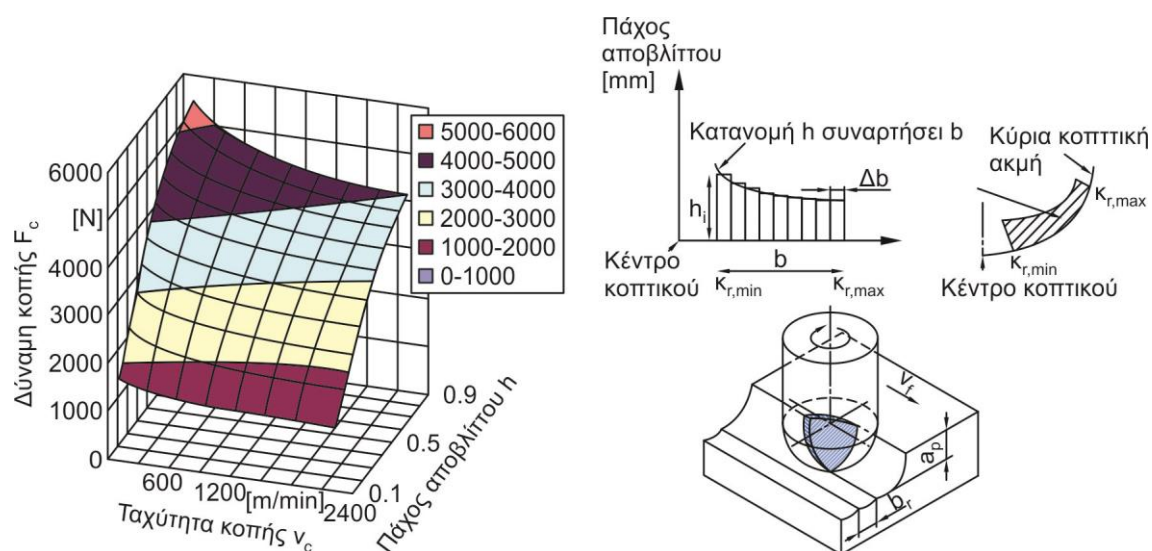 6000
[N]
4000
3000
2000
1000
0
Δύναμη κοπής Fc
600
1200
[m/min]
2400
Ταχύτητα κοπής vc
0.1
0.5
0.9
Πάχος αποβλίττου h
5000-6000
4000-5000
3000-4000
2000-3000
1000-2000
0-1000
Πάχος
αποβλίττου
[mm]
Κατανομή h συναρτήσει b
Δb
hi
b
Κέντρο
κοπτικού
κr,min
κr,max
Κύρια κοπττική
ακμή
κr,max
κr,min
Κέντρο κοπτικού
vf
ap
br